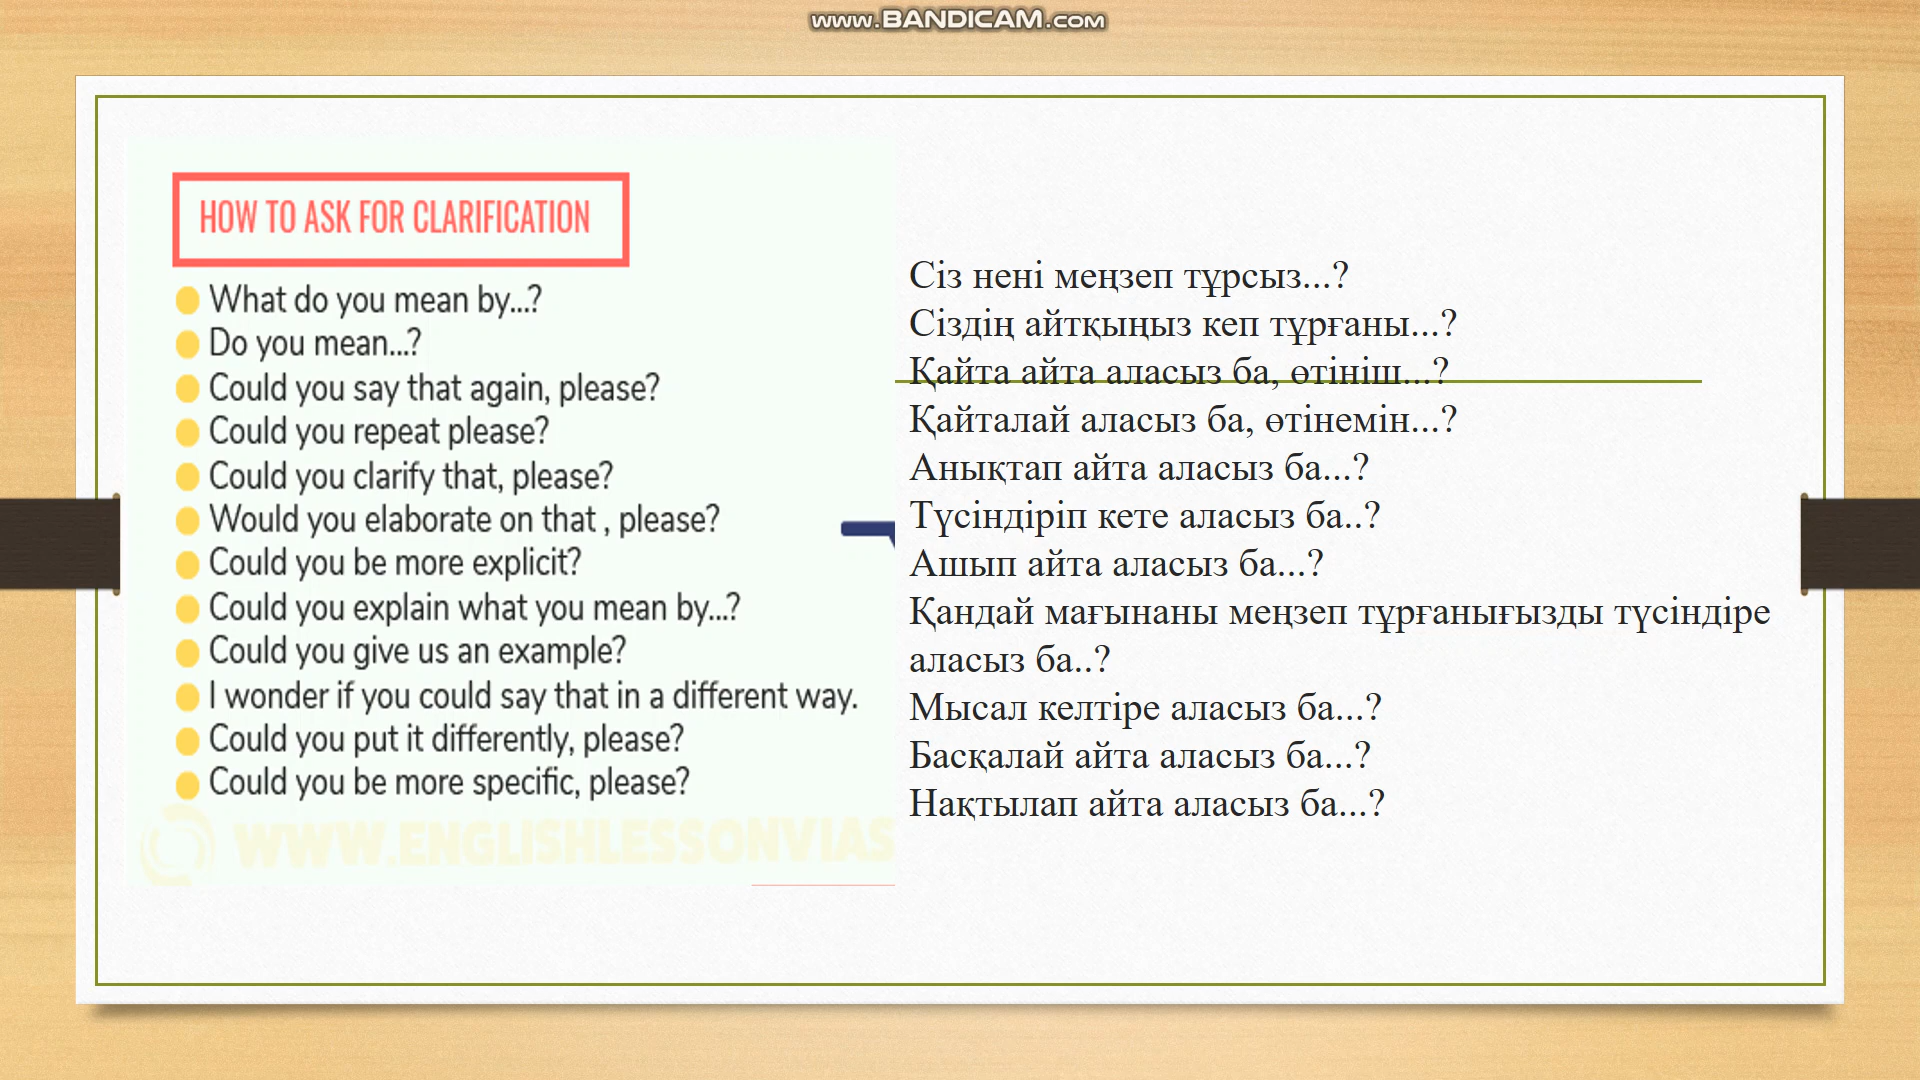 www.BANDICAM.com
HOW TO ASK FOR CLARIFICATION
What do you mean by...?
Do you mean...?
Could you say that again, please?
Could you repeat please?
Could you clarify that, please?
Would you elaborate on that , please?
Could you be more explicit?
Could you explain what you mean by...?
Could you give us an example?
I wonder if you could say that in a different way.
Could you put it differently, please?
Could you be more specific, please?
WWW.ENGLISHLESSONVIAS
Сіз нені меңзеп тұрсыз...?
Сіздің айтқыңыз кеп тұрғаны...?
Қайта айта аласыз ба, өтініш...?
Қайталай аласыз ба, өтінемін...?
Анықтап айта аласыз ба...?
Түсіндіріп кете аласыз ба..?
Ашып айта аласыз ба...?
Қандай мағынаны меңзеп тұрғанығызды түсіндіре
аласыз ба..?
Мысал келтіре аласыз ба...?
Басқалай айта аласыз ба...?
Нақтылап айта аласыз ба...?